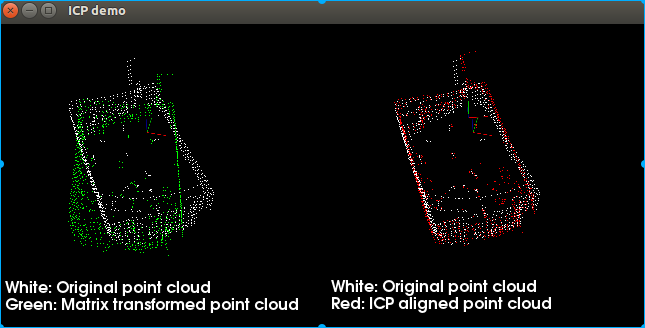 ICP demo
White: Original point cloud
Green: Matrix transformed point cloud
White: Original point cloud
Red: ICP aligned point cloud